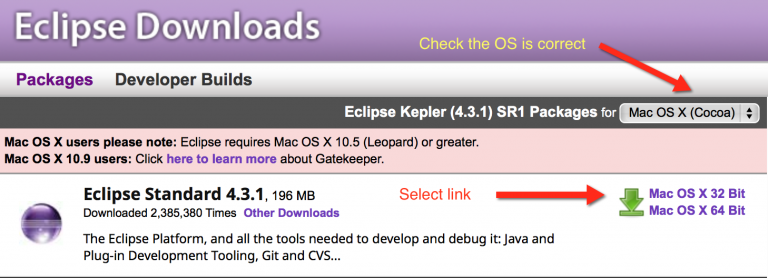 Eclipse Downloads
Check the OS is correct
Packages Developer Builds
Eclipse Kepler (4.3.1) SR1 Packages for Mac OS X (Cocoa)
Mac OS X users please note: Eclipse requires Mac OS X 10.5 (Leopard) or greater.
Mac OS X 10.9 users: Click here to learn more about Gatekeeper.
Eclipse Standard 4.3.1, 196 MB
Downloaded 2,385,380 Times Other Downloads
Select link
Mac OS X 32 Bit
Mac OS X 64 Bit
The Eclipse Platform, and all the tools needed to develop and debug it: Java and
Plug-in Development Tooling, Git and CVS...